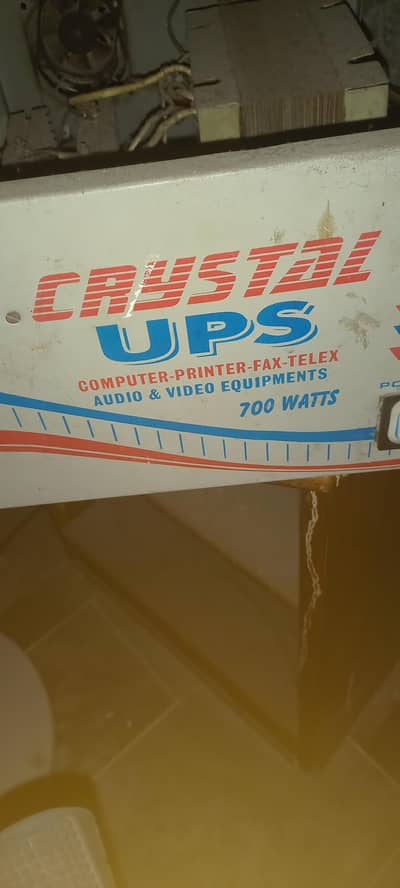 CRYSTAL
UPS
COMPUTER-PRINTER-FAX-TELEX
AUDIO & VIDEO EQUIPMENTS
700 WATTS